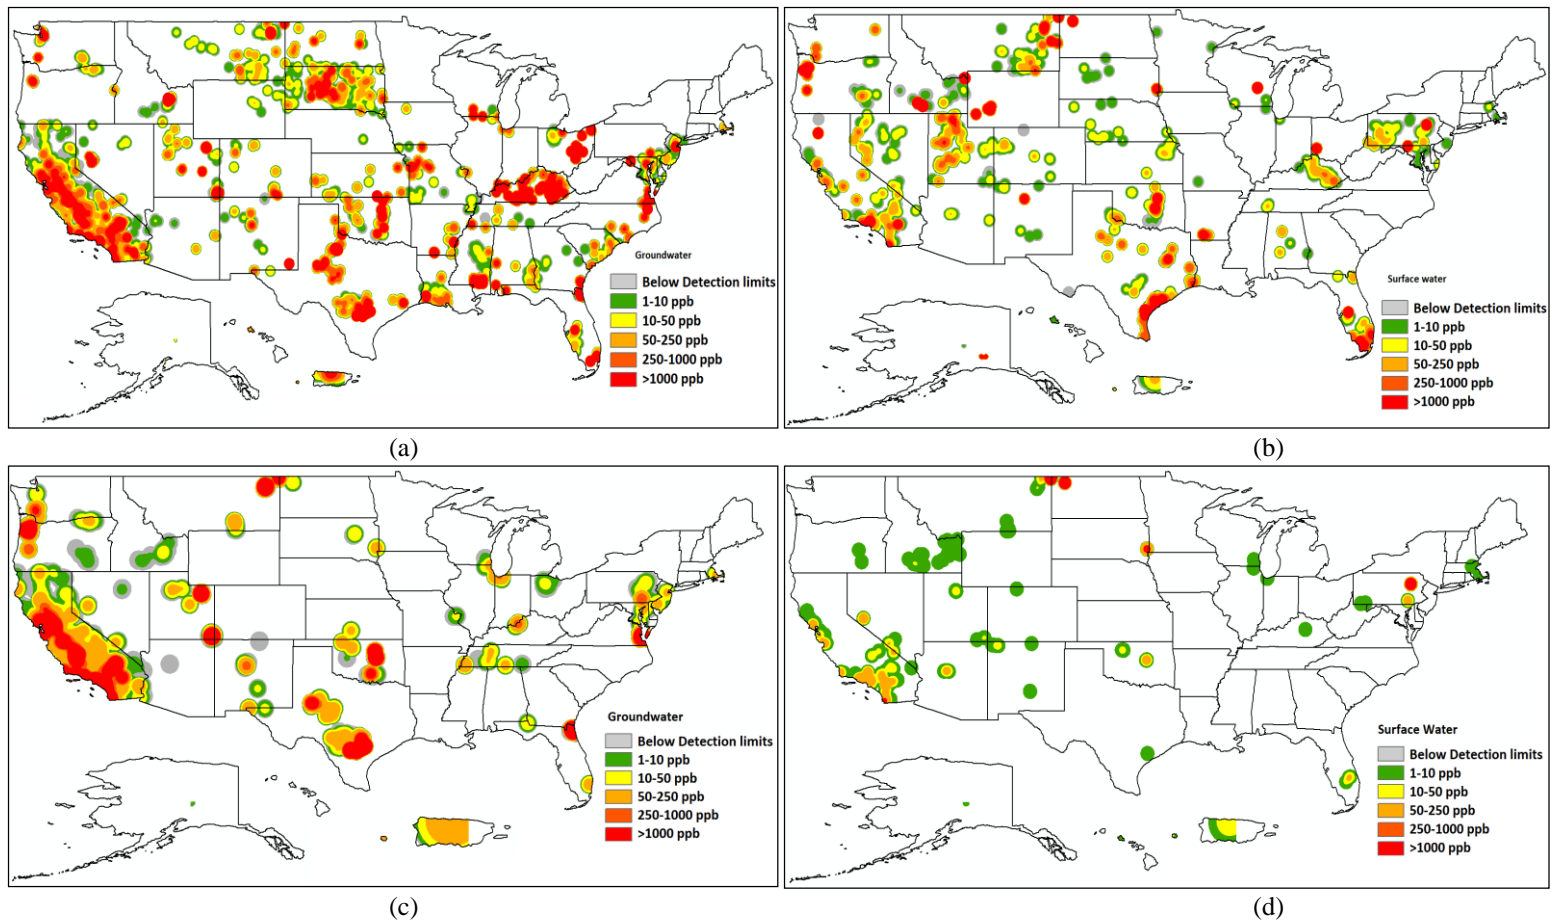 Groundwater
Below Detection limits
1-10 ppb
10-50 ppb
50-250 ppb
250-1000 ppb
>1000 ppb
(a)
Surface water
Below Detection limits
1-10 ppb
10-50 ppb
50-250 ppb
250-1000 ppb
>1000 ppb
(b)
Groundwater
Below Detection limits
1-10 ppb
10-50 ppb
50-250 ppb
250-1000 ppb
>1000 ppb
(c)
Surface Water
Below Detection limits
1-10 ppb
10-50 ppb
50-250 ppb
250-1000 ppb
>1000 ppb
(d)